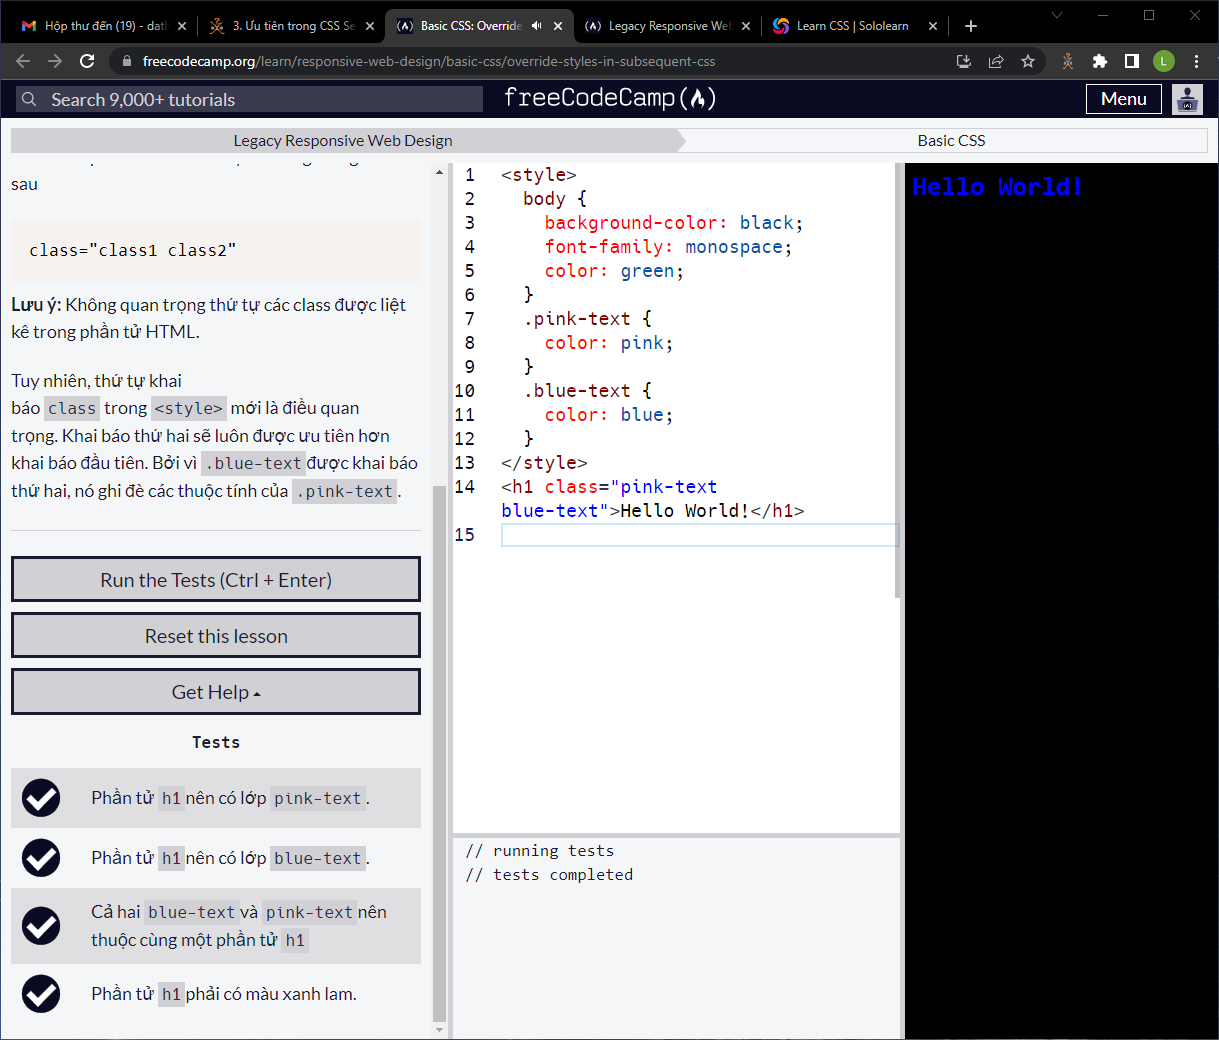 Hộp thư đến (19) - datl
3. Ưu tiên trong CSS Se
Basic CSS: Override
Legacy Responsive Web
Learn CSS | Sololearn
freecodecamp.org/learn/responsive-web-design/basic-css/override-styles-in-subsequent-css
L
Search 9,000+ tutorials
freeCodeCamp(🔥)
Menu
Legacy Responsive Web Design
Basic CSS
sau
class="class1 class2"
Lưu ý: Không quan trọng thứ tự các class được liệt
kê trong phần tử HTML.
Tuy nhiên, thứ tự khai
báo class trong <style> mới là điều quan
trọng. Khai báo thứ hai sẽ luôn được ưu tiên hơn
khai báo đầu tiên. Bởi vì .blue-text được khai báo
thứ hai, nó ghi đè các thuộc tính của .pink-text.
Run the Tests (Ctrl + Enter)
Reset this lesson
Get Help
Tests
Phần tử h1 nên có lớp pink-text.
Phần tử h1 nên có lớp blue-text.
Cả hai blue-text và pink-text nên
thuộc cùng một phần tử h1
Phần tử h1 phải có màu xanh lam.
1 <style>
2 body {
3 background-color: black;
4 font-family: monospace;
5 color: green;
6 }
7 .pink-text {
8 color: pink;
9 }
10 .blue-text {
11 color: blue;
12 }
13 </style>
14 <h1 class="pink-text
blue-text">Hello World!</h1>
15
// running tests
// tests completed
Hello World!